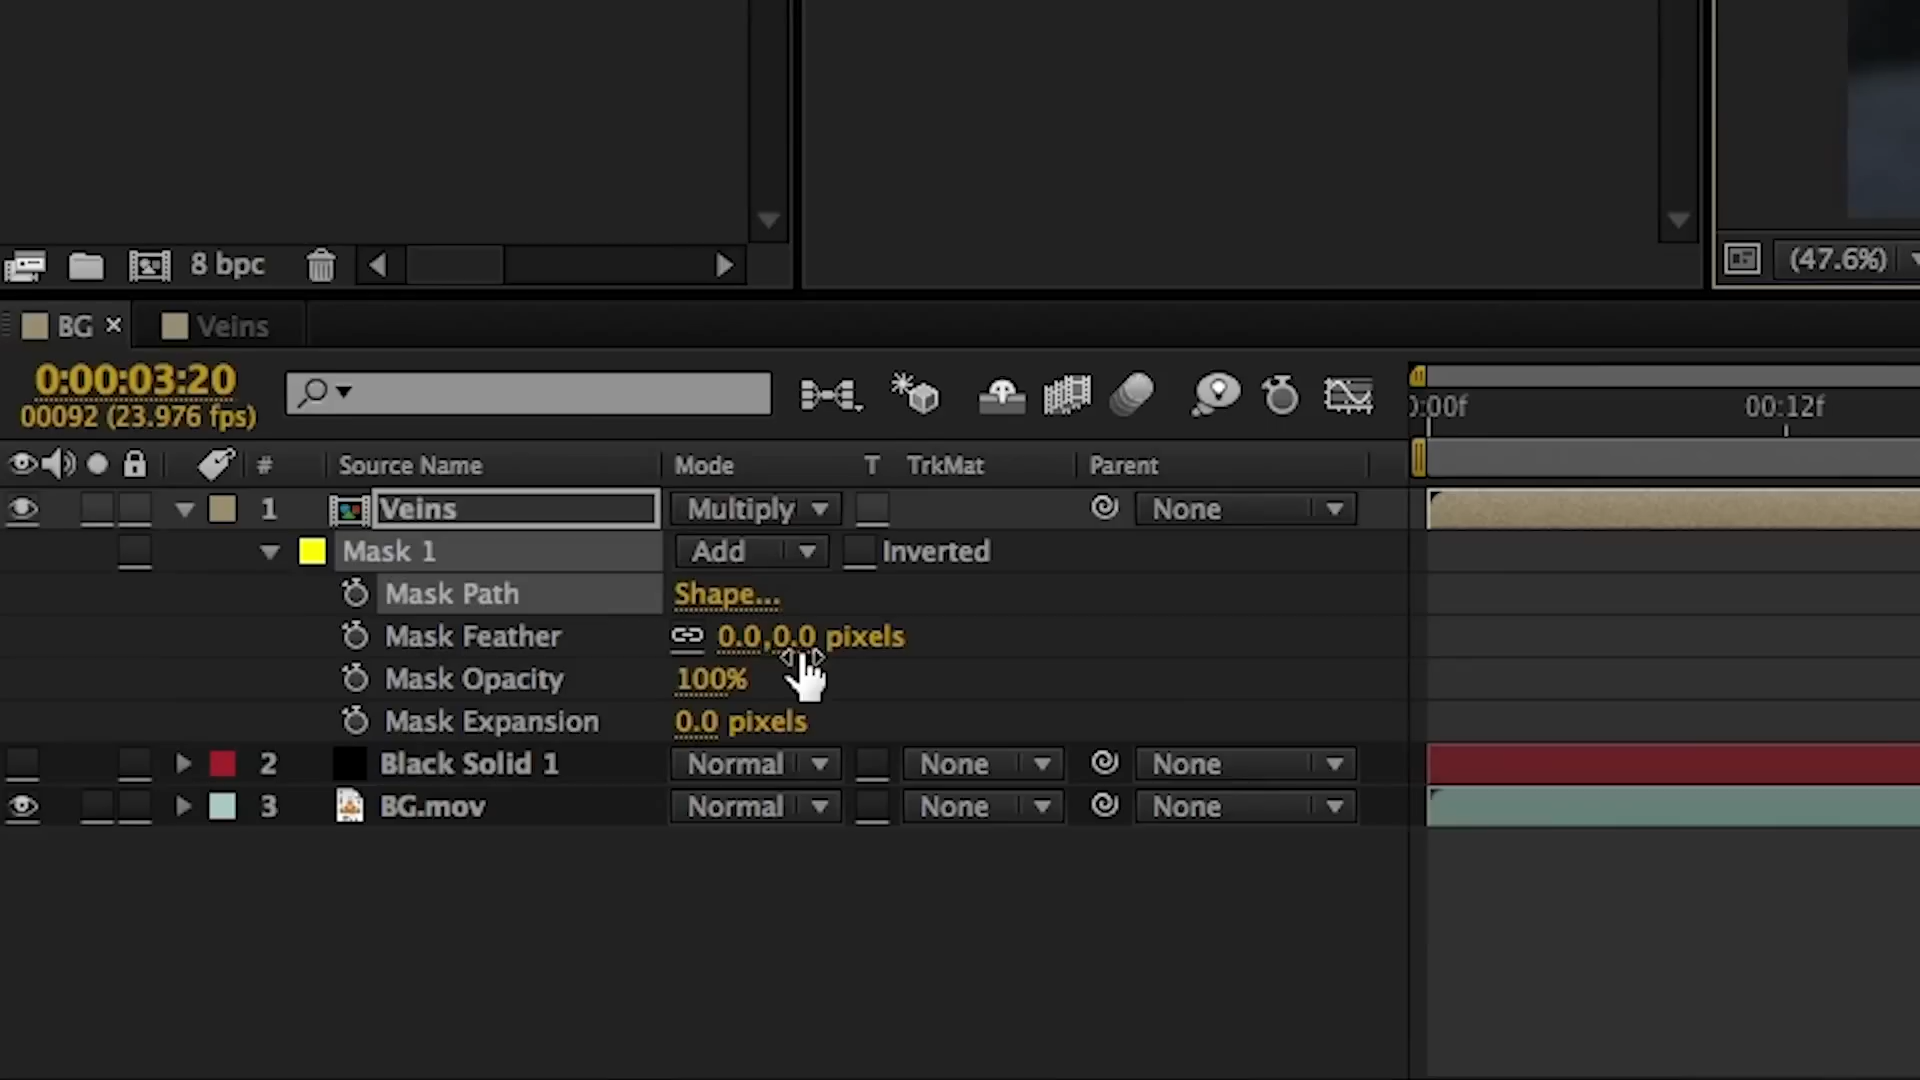 8 bpc
(47.6%)
BG × Veins
0:00:03:20
00092 (23.976 fps)
):00f 00:12f
# Source Name Mode T TrkMat Parent
1 Veins Multiply None
Mask 1 Add Inverted
Mask Path Shape...
Mask Feather 0.0,0.0 pixels
Mask Opacity 100%
Mask Expansion 0.0 pixels
2 Black Solid 1 Normal None None
3 BG.mov Normal None None